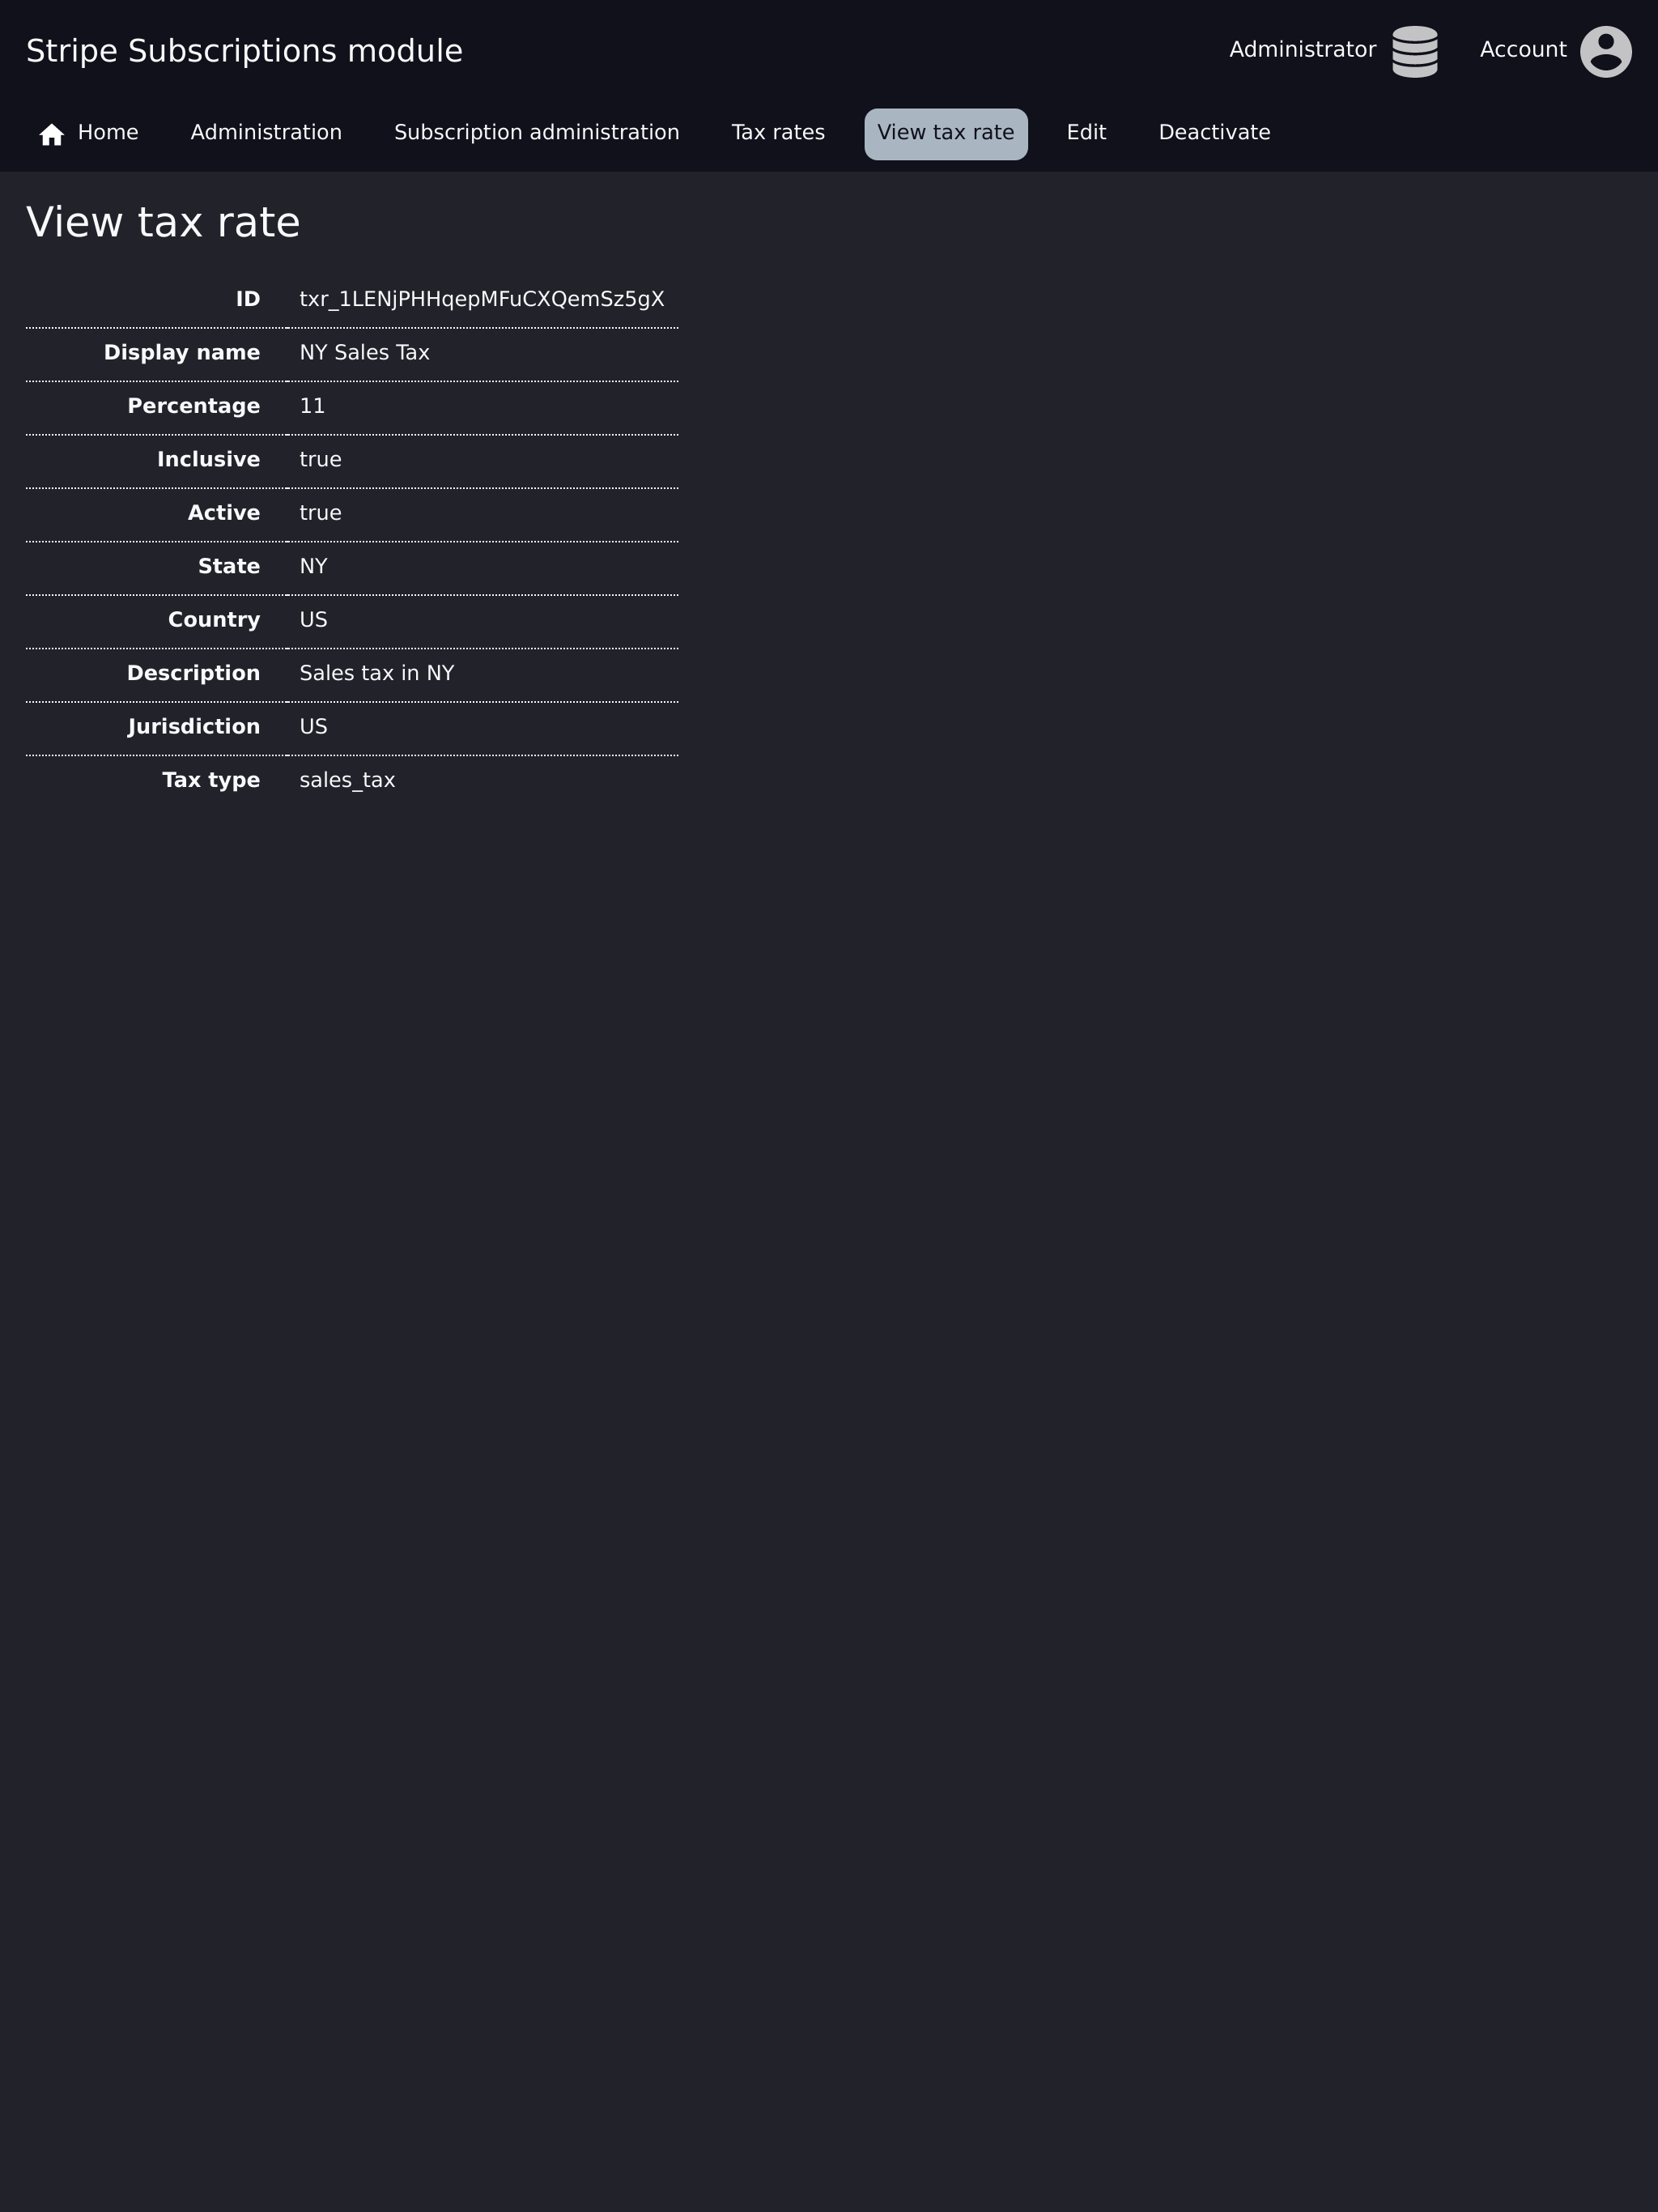 Stripe Subscriptions module
Administrator
Account
Home Administration Subscription administration Tax rates View tax rate Edit Deactivate
View tax rate
ID txr_1LENjPHHqepMFuCXQemSz5gX
Display name NY Sales Tax
Percentage 11
Inclusive true
Active true
State NY
Country US
Description Sales tax in NY
Jurisdiction US
Tax type sales_tax